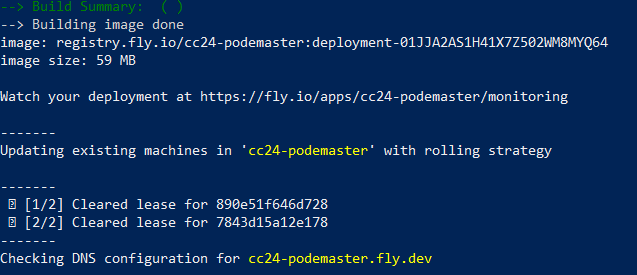 --> Build Summary:  ( )
--> Building image done
image: registry.fly.io/cc24-podemaster:deployment-01JJA2AS1H41X7Z502WM8MYQ64
image size: 59 MB
Watch your deployment at https://fly.io/apps/cc24-podemaster/monitoring
-------
Updating existing machines in 'cc24-podemaster' with rolling strategy
-------
[1/2] Cleared lease for 890e51f646d728
[2/2] Cleared lease for 7843d15a12e178
-------
Checking DNS configuration for cc24-podemaster.fly.dev